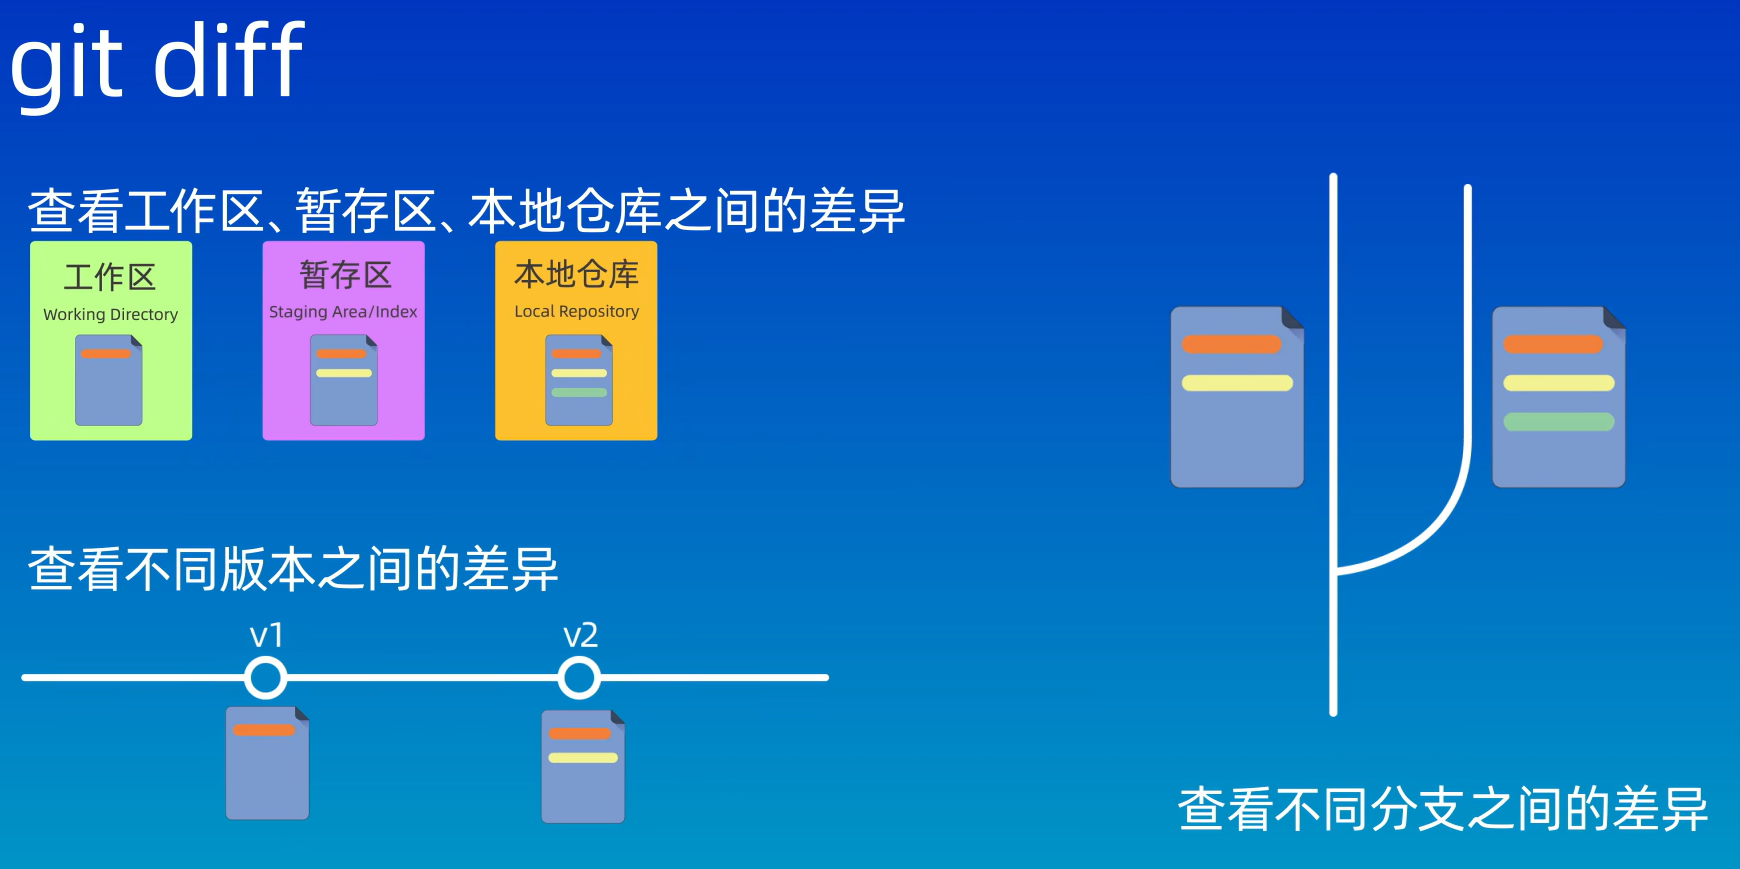 git diff
查看工作区、暂存区、本地仓库之间的差异
工作区
Working Directory
暂存区
Staging Area/Index
本地仓库
Local Repository
查看不同版本之间的差异
v1
v2
查看不同分支之间的差异